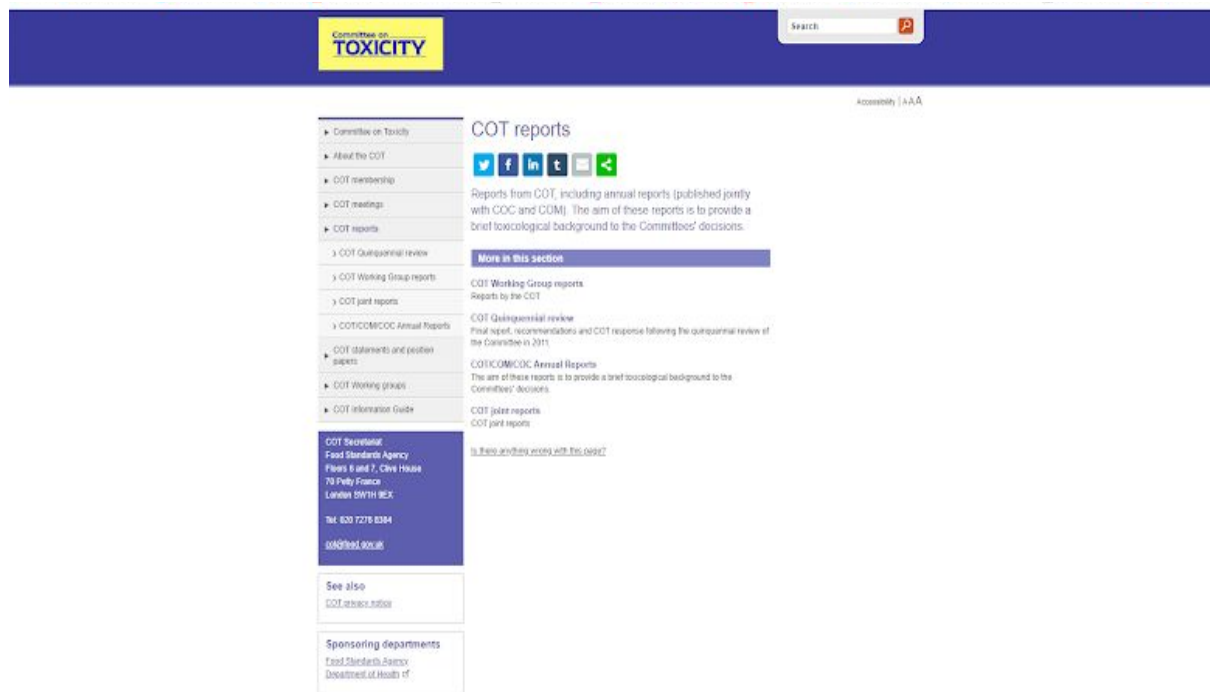 Committee on
TOXICITY
Search
Accessibility | A A A
Committee on Toxicity
About the COT
COT membership
COT meetings
COT reports
COT Quinquennial review
COT Working Group reports
COT joint reports
COT/COM/COC Annual Reports
COT statements and position
papers
COT Working groups
COT Information Guide
COT Secretariat
Food Standards Agency
Floors 6 and 7, Clive House
70 Petty France
London SW1H 9EX
Tel: 020 7276 8384
cot@food.gov.uk
See also
COT privacy notice
Sponsoring departments
Food Standards Agency
Department of Health
COT reports
Reports from COT, including annual reports (published jointly
with COC and COM). The aim of these reports is to provide a
brief toxicological background to the Committees' decisions.
More in this section
COT Working Group reports
Reports by the COT
COT Quinquennial review
Final report, recommendations and COT response following the quinquennial review of
the Committee in 2011.
COT/COM/COC Annual Reports
The aim of these reports is to provide a brief toxicological background to the
Committees' decisions.
COT joint reports
COT joint reports
Is there anything wrong with this page?